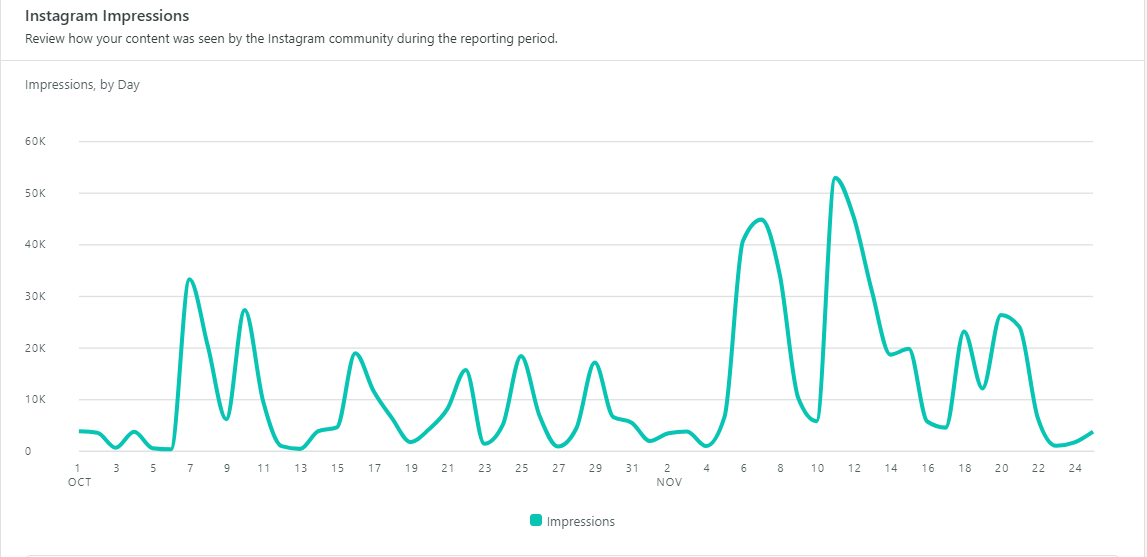 Instagram Impressions
Review how your content was seen by the Instagram community during the reporting period.
Impressions, by Day
60K
50K
40K
30K
20K
10K
0
1 3 5 7 9 11 13 15 17 19 21 23 25 27 29 31 2 4 6 8 10 12 14 16 18 20 22 24
OCT NOV
Impressions